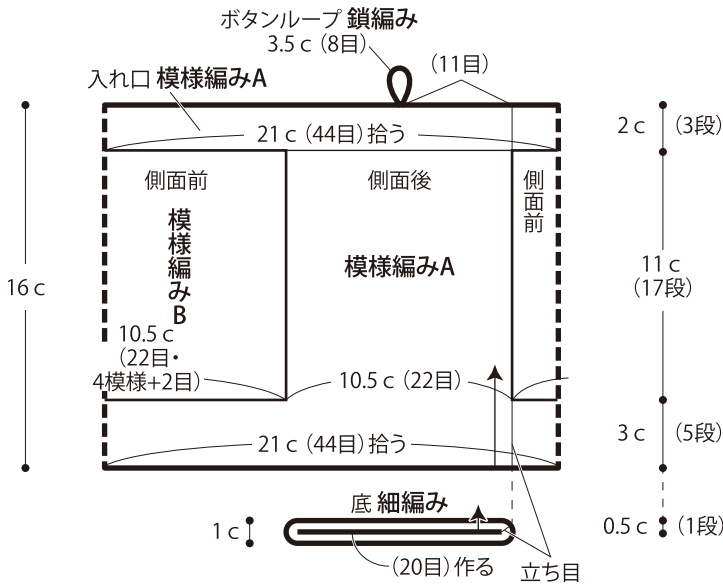 ボタンループ 鎖編み
3.5 c（8目）
（11目）
入れ口 模様編みA
21 c（44目）拾う
2 c （3段）
側面前
側面後
側面前
模様編みB
模様編みA
16 c
11 c
（17段）
10.5 c
（22目・
4模様+2目）
10.5 c（22目）
21 c（44目）拾う
3 c （5段）
底 細編み
1 c
0.5 c （1段）
（20目）作る
立ち目